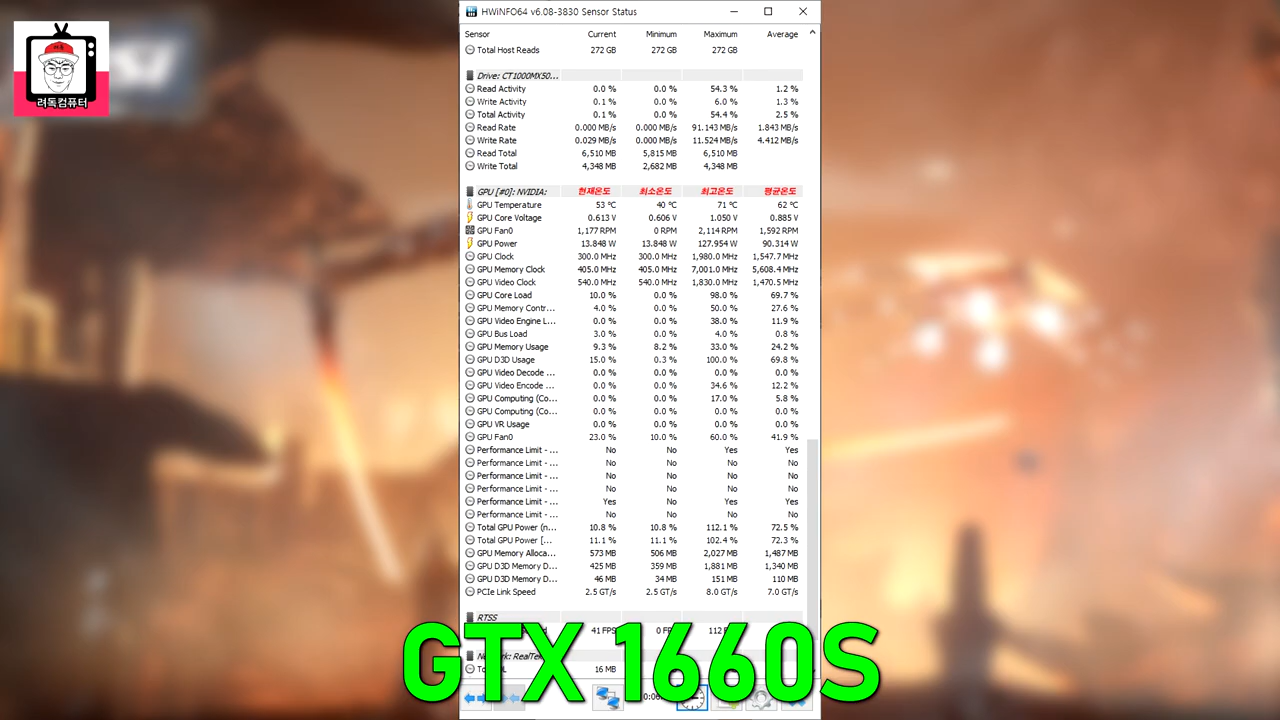 HWiNFO64 v6.08-3830 Sensor Status
Sensor Current Minimum Maximum Average
Total Host Reads 272 GB 272 GB 272 GB
Drive: CT1000MX50...
Read Activity 0.0 % 0.0 % 54.3 % 1.2 %
Write Activity 0.1 % 0.0 % 6.0 % 1.3 %
Total Activity 0.1 % 0.0 % 54.4 % 2.5 %
Read Rate 0.000 MB/s 0.000 MB/s 91.143 MB/s 1.843 MB/s
Write Rate 0.029 MB/s 0.000 MB/s 11.524 MB/s 4.412 MB/s
Read Total 6,510 MB 5,815 MB 6,510 MB
Write Total 4,348 MB 2,682 MB 4,348 MB
GPU [#0]: NVIDIA: 현재온도 최소온도 최고온도 평균온도
GPU Temperature 53 °C 40 °C 71 °C 62 °C
GPU Core Voltage 0.613 V 0.606 V 1.050 V 0.885 V
GPU Fan0 1,177 RPM 0 RPM 2,114 RPM 1,592 RPM
GPU Power 13.848 W 13.848 W 127.954 W 90.314 W
GPU Clock 300.0 MHz 300.0 MHz 1,980.0 MHz 1,547.7 MHz
GPU Memory Clock 405.0 MHz 405.0 MHz 7,001.0 MHz 5,608.4 MHz
GPU Video Clock 540.0 MHz 540.0 MHz 1,830.0 MHz 1,470.5 MHz
GPU Core Load 10.0 % 0.0 % 98.0 % 69.7 %
GPU Memory Contr... 4.0 % 0.0 % 50.0 % 27.6 %
GPU Video Engine L... 0.0 % 0.0 % 38.0 % 11.9 %
GPU Bus Load 3.0 % 0.0 % 4.0 % 0.8 %
GPU Memory Usage 9.3 % 8.2 % 33.0 % 24.2 %
GPU D3D Usage 15.0 % 0.3 % 100.0 % 69.8 %
GPU Video Decode ... 0.0 % 0.0 % 0.0 % 0.0 %
GPU Video Encode ... 0.0 % 0.0 % 34.6 % 12.2 %
GPU Computing (Co... 0.0 % 0.0 % 17.0 % 5.8 %
GPU Computing (Co... 0.0 % 0.0 % 0.0 % 0.0 %
GPU VR Usage 0.0 % 0.0 % 0.0 % 0.0 %
GPU Fan0 23.0 % 10.0 % 60.0 % 41.9 %
Performance Limit - ... No No Yes Yes
Performance Limit - ... No No No No
Performance Limit - ... No No No No
Performance Limit - ... No No No No
Performance Limit - ... Yes No Yes Yes
Performance Limit - ... No No No No
Total GPU Power (n... 10.8 % 10.8 % 112.1 % 72.5 %
Total GPU Power [... 11.1 % 11.1 % 102.4 % 72.3 %
GPU Memory Alloca... 573 MB 506 MB 2,027 MB 1,487 MB
GPU D3D Memory D... 425 MB 359 MB 1,881 MB 1,340 MB
GPU D3D Memory D... 46 MB 34 MB 151 MB 110 MB
PCIe Link Speed 2.5 GT/s 2.5 GT/s 8.0 GT/s 7.0 GT/s
RTSS
41 FPS 0 FP 112
16 MB
GTX 1660S
려독컴퓨터